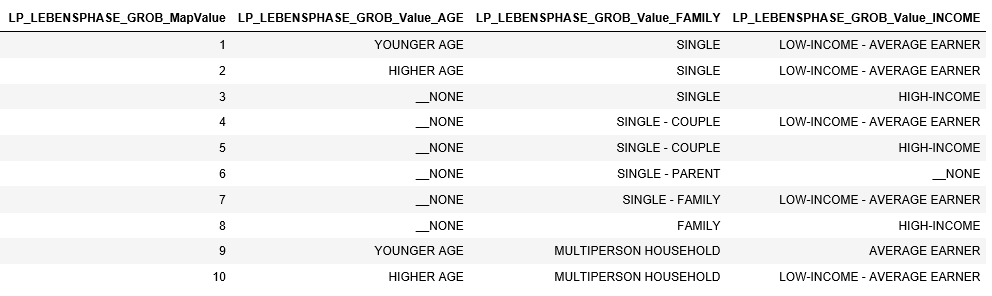 LP_LEBENSPHASE_GROB_MapValue LP_LEBENSPHASE_GROB_Value_AGE LP_LEBENSPHASE_GROB_Value_FAMILY LP_LEBENSPHASE_GROB_Value_INCOME
1 YOUNGER AGE SINGLE LOW-INCOME - AVERAGE EARNER
2 HIGHER AGE SINGLE LOW-INCOME - AVERAGE EARNER
3 __NONE SINGLE HIGH-INCOME
4 __NONE SINGLE - COUPLE LOW-INCOME - AVERAGE EARNER
5 __NONE SINGLE - COUPLE HIGH-INCOME
6 __NONE SINGLE - PARENT __NONE
7 __NONE SINGLE - FAMILY LOW-INCOME - AVERAGE EARNER
8 __NONE FAMILY HIGH-INCOME
9 YOUNGER AGE MULTIPERSON HOUSEHOLD AVERAGE EARNER
10 HIGHER AGE MULTIPERSON HOUSEHOLD LOW-INCOME - AVERAGE EARNER